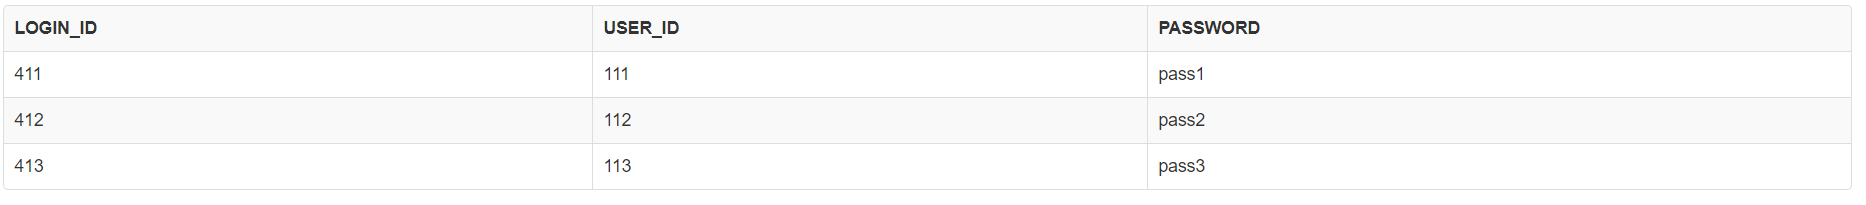 LOGIN_ID USER_ID PASSWORD
411 111 pass1
412 112 pass2
413 113 pass3